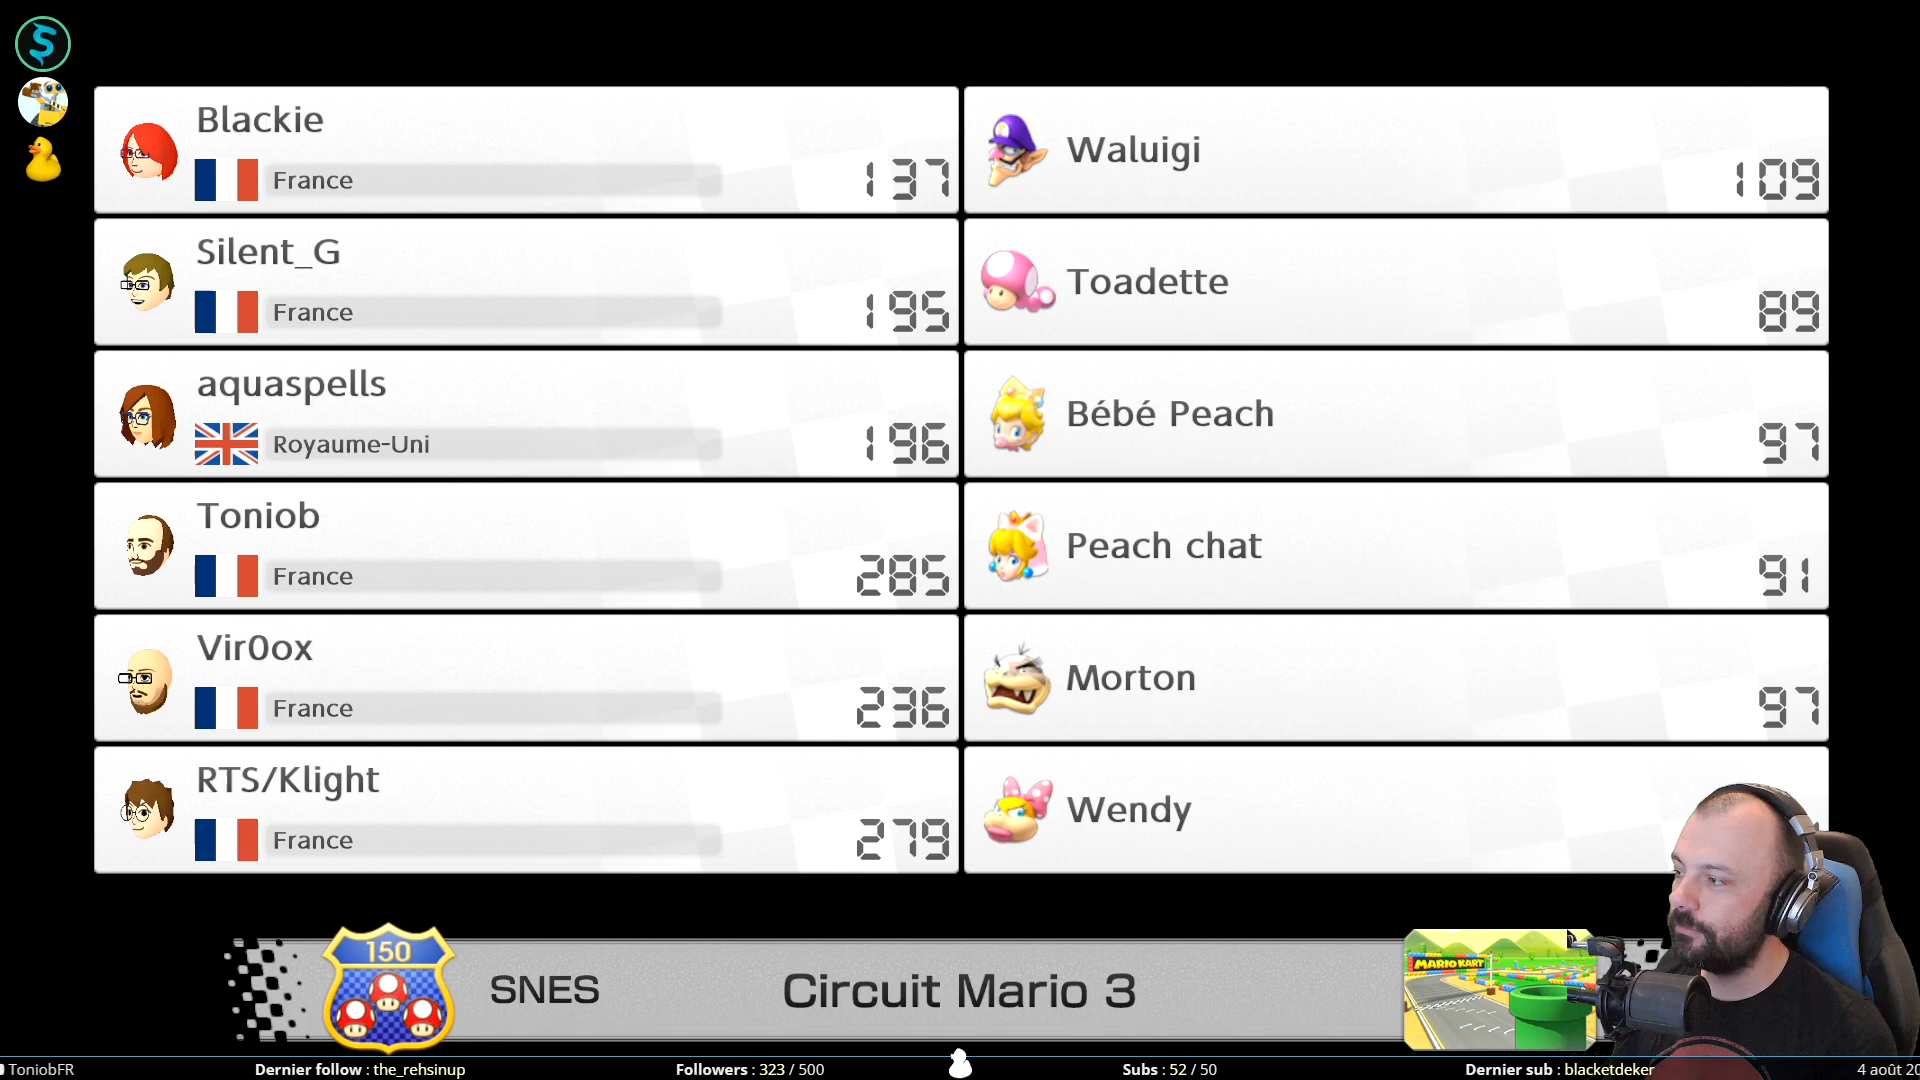 Blackie
France
137
Silent_G
France
195
aquaspells
Royaume-Uni
196
Toniob
France
285
Vir0ox
France
236
RTS/Klight
France
279
Waluigi
109
Toadette
89
Bébé Peach
97
Peach chat
91
Morton
97
Wendy
150
SNES
Circuit Mario 3
MARIO KART
ToniobFR
Dernier follow : the_rehsinup
Followers : 323 / 500
Subs : 52 / 50
Dernier sub : blacketdeker
4 août 20